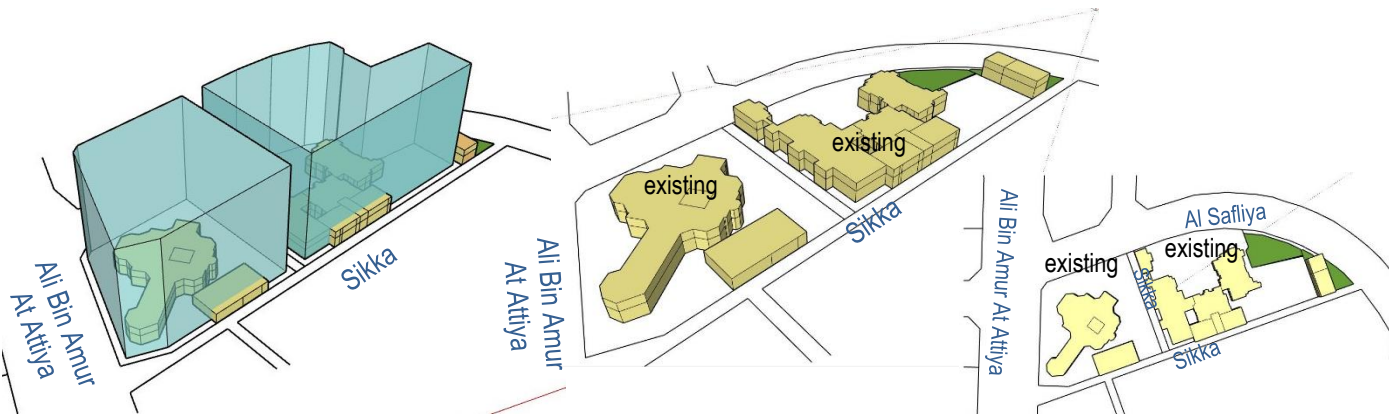 Ali Bin Amur
At Attiya
Sikka
Ali Bin Amur
At Attiya
existing
existing
Sikka
Ali Bin Amur At Attiya
Al Safliya
existing
existing
Sikka
Sikka